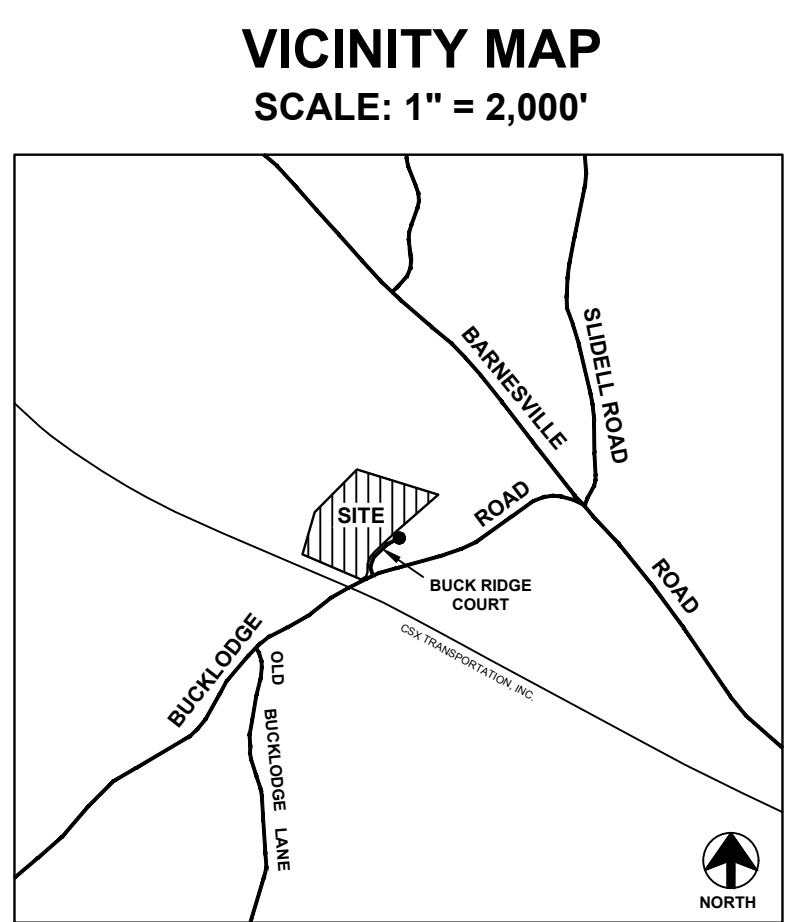 VICINITY MAP
SCALE: 1" = 2,000'
BARNESVILLE
SLIDELL ROAD
SITE
ROAD
BUCK RIDGE
COURT
ROAD
CSX TRANSPORTATION, INC.
BUCKLODGE
OLD BUCKLODGE LANE
NORTH